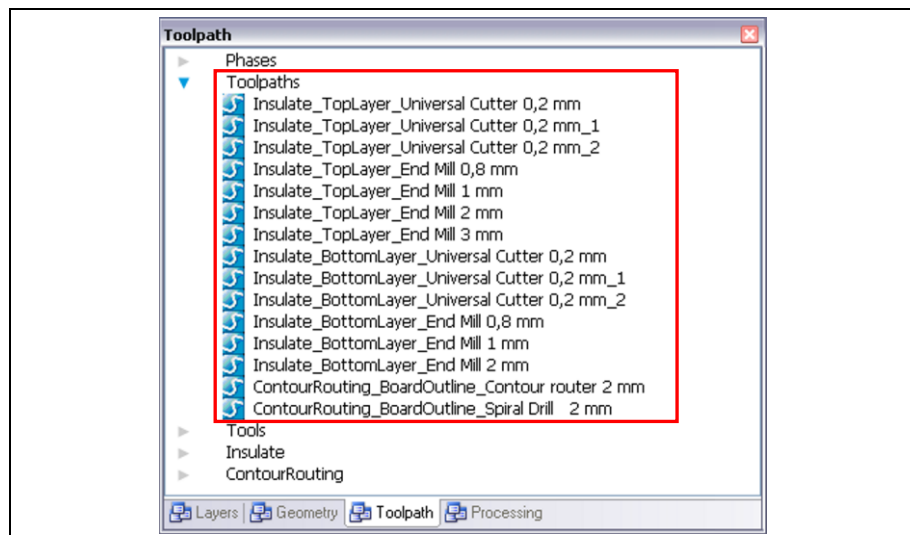 Toolpath
Phases
Toolpaths
Insulate_TopLayer_Universal Cutter 0,2 mm
Insulate_TopLayer_Universal Cutter 0,2 mm_1
Insulate_TopLayer_Universal Cutter 0,2 mm_2
Insulate_TopLayer_End Mill 0,8 mm
Insulate_TopLayer_End Mill 1 mm
Insulate_TopLayer_End Mill 2 mm
Insulate_TopLayer_End Mill 3 mm
Insulate_BottomLayer_Universal Cutter 0,2 mm
Insulate_BottomLayer_Universal Cutter 0,2 mm_1
Insulate_BottomLayer_Universal Cutter 0,2 mm_2
Insulate_BottomLayer_End Mill 0,8 mm
Insulate_BottomLayer_End Mill 1 mm
Insulate_BottomLayer_End Mill 2 mm
ContourRouting_BoardOutline_Contour router 2 mm
ContourRouting_BoardOutline_Spiral Drill 2 mm
Tools
Insulate
ContourRouting
Layers Geometry Toolpath Processing